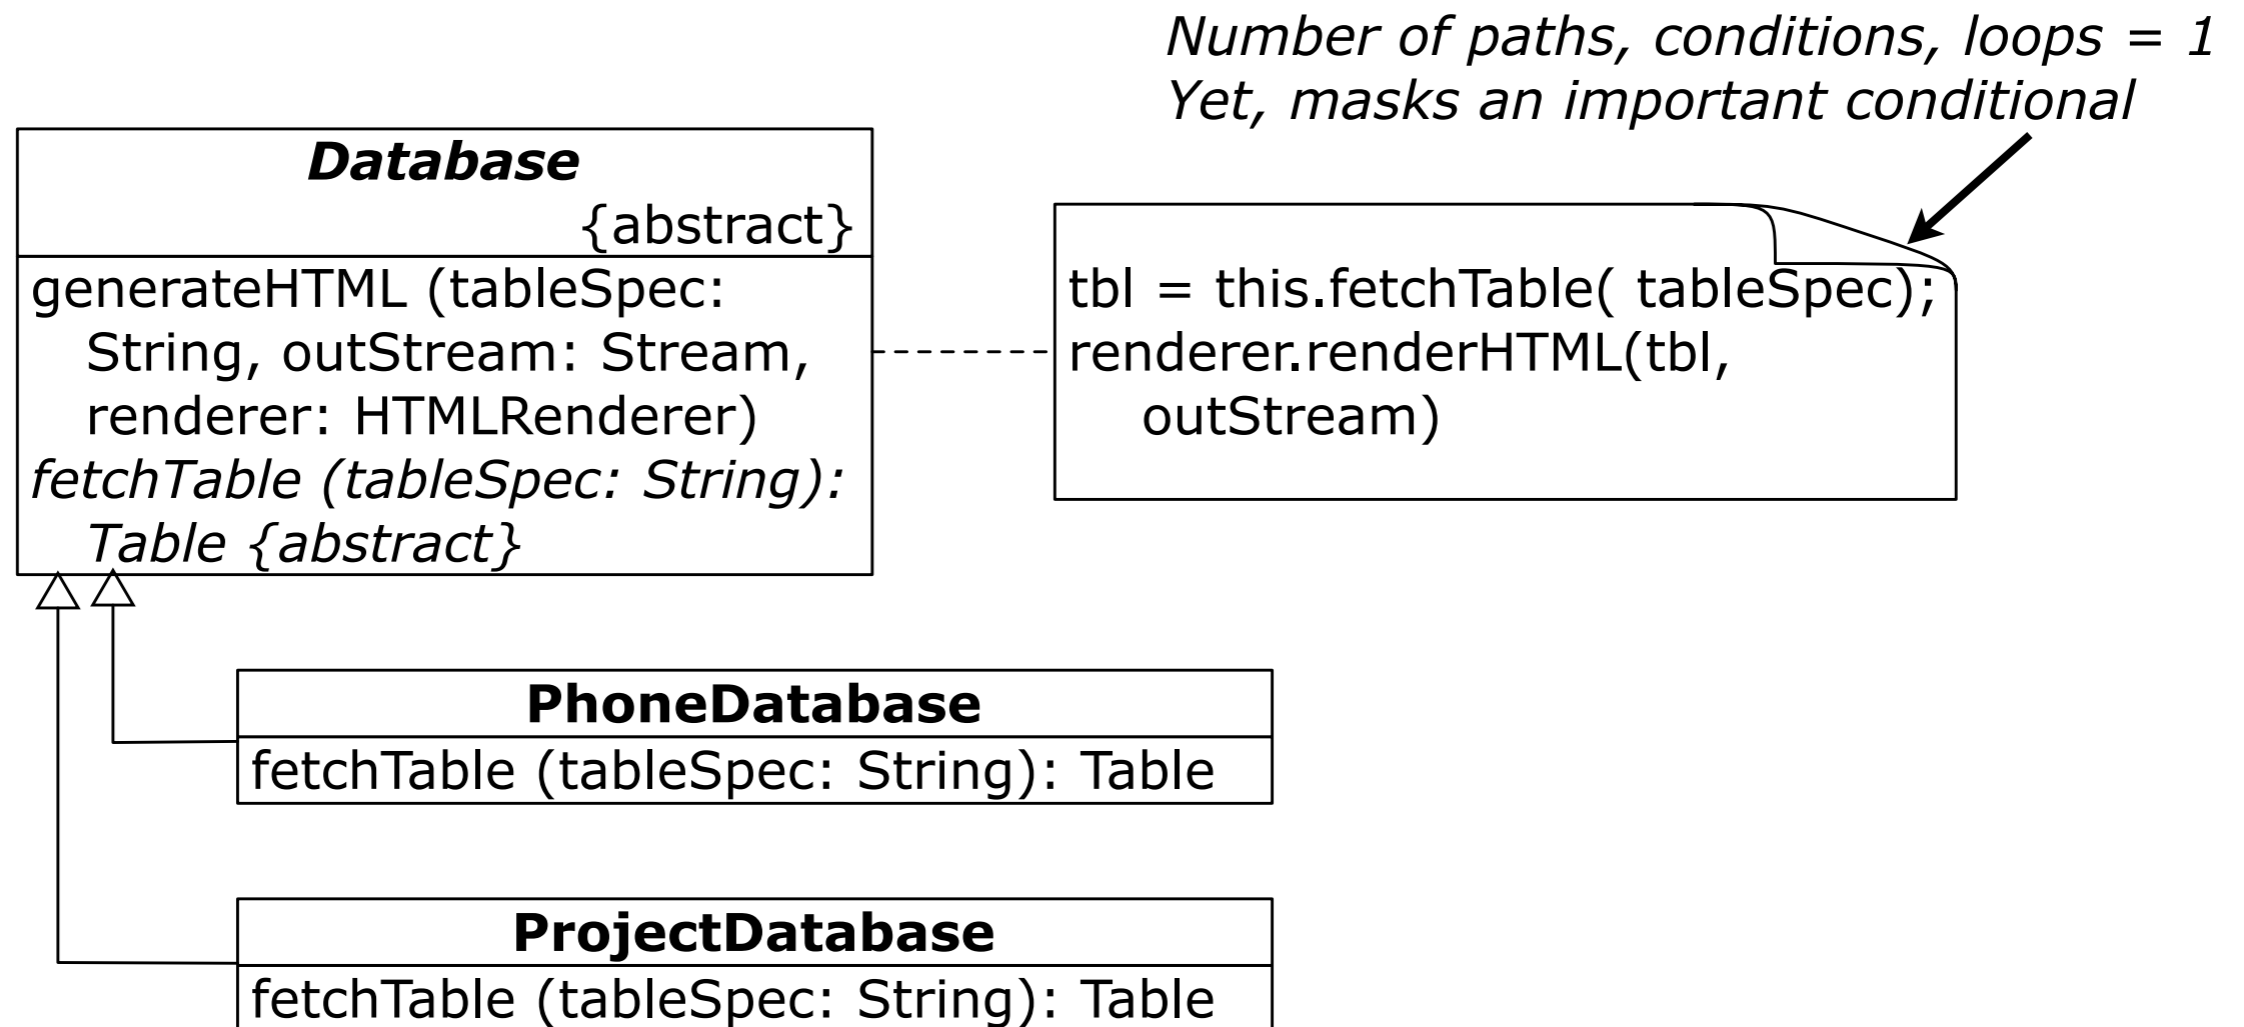 Number of paths, conditions, loops = 1
Yet, masks an important conditional
Database
{abstract}
generateHTML (tableSpec:
String, outStream: Stream,
renderer: HTMLRenderer)
fetchTable (tableSpec: String):
Table {abstract}
tbl = this.fetchTable( tableSpec);
renderer.renderHTML(tbl,
outStream)
PhoneDatabase
fetchTable (tableSpec: String): Table
ProjectDatabase
fetchTable (tableSpec: String): Table